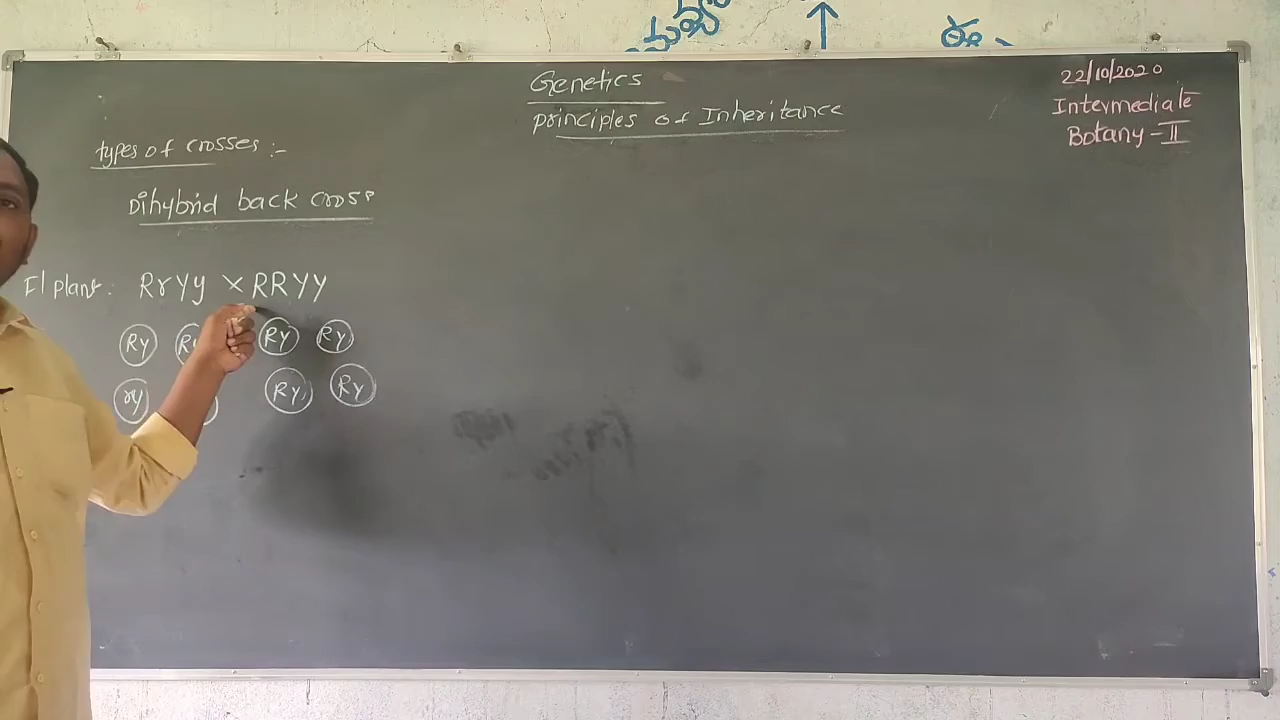 Genetics
principles of Inheritance
22/10/2020
Intermediate
Botany-II
types of crosses :-
Dihybrid back cross
F1 plant: RrYy × RRYY
RY RY RY
rY RY RY